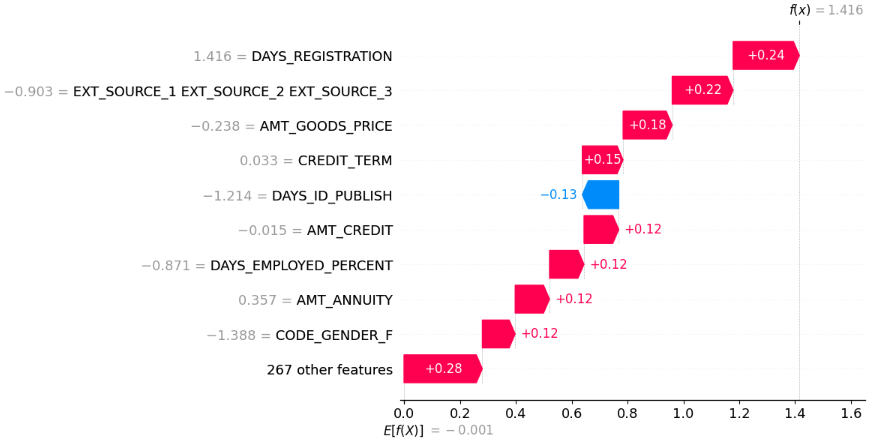 f(x) = 1.416
1.416 = DAYS_REGISTRATION +0.24
−0.903 = EXT_SOURCE_1 EXT_SOURCE_2 EXT_SOURCE_3 +0.22
−0.238 = AMT_GOODS_PRICE +0.18
0.033 = CREDIT_TERM +0.15
−1.214 = DAYS_ID_PUBLISH −0.13
−0.015 = AMT_CREDIT +0.12
−0.871 = DAYS_EMPLOYED_PERCENT +0.12
0.357 = AMT_ANNUITY +0.12
−1.388 = CODE_GENDER_F +0.12
267 other features +0.28
0.0 0.2 0.4 0.6 0.8 1.0 1.2 1.4 1.6
E[f(X)] = −0.001